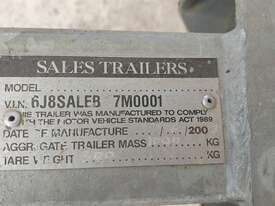 SALES TRAILERS
MODEL
V.I.N. 6J8SALEB 7M0001
THIS TRAILER WAS MANUFACTURED TO COMPLY
WITH THE MOTOR VEHICLE STANDARDS ACT 1989
DATE OF MANUFACTURE ..../..../200
AGGREGATE TRAILER MASS KG
TARE WEIGHT KG